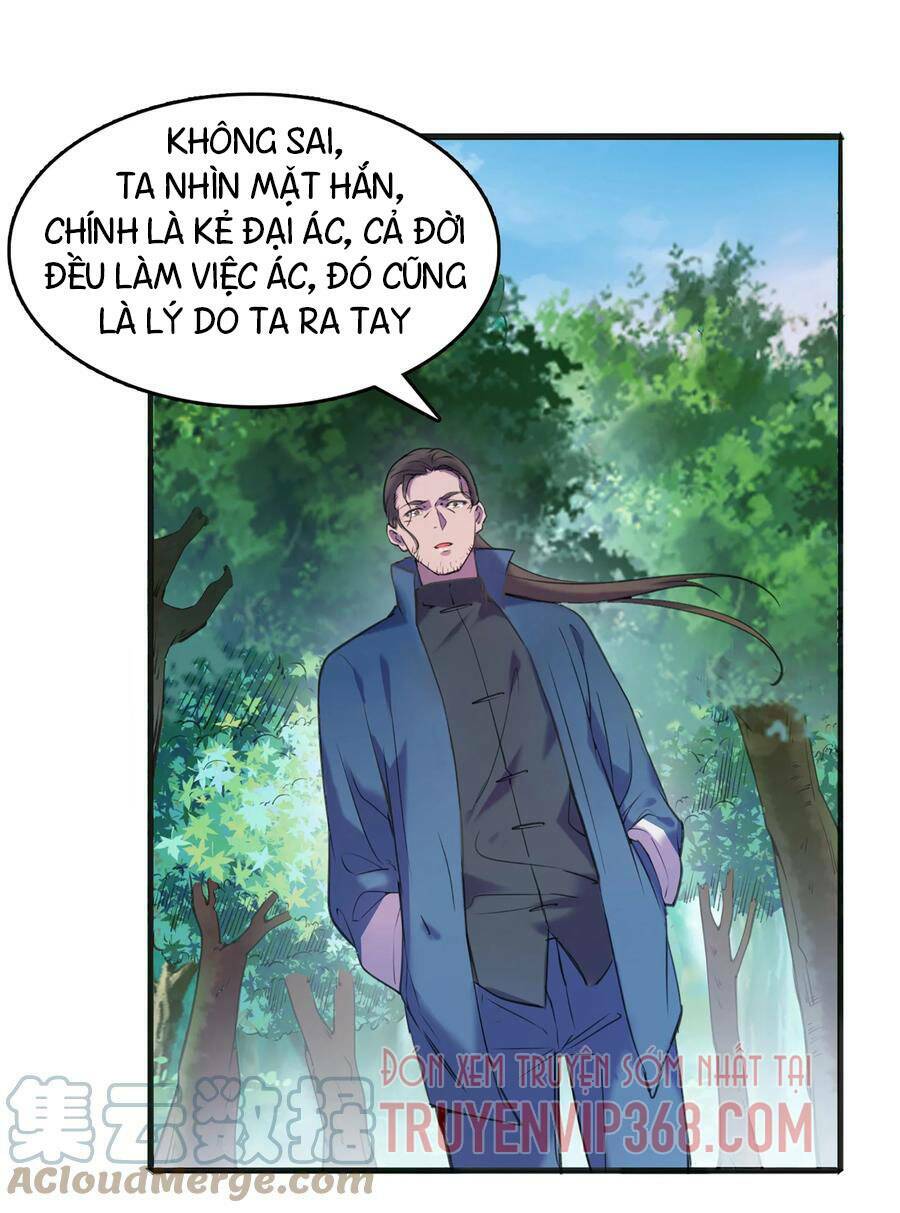 KHÔNG SAI,
TA NHÌN MẶT HẮN,
CHÍNH LÀ KẺ ĐẠI ÁC, CẢ ĐỜI
ĐỀU LÀM VIỆC ÁC, ĐÓ CŨNG
LÀ LÝ DO TA RA TAY
ĐÓN XEM TRUYỆN SỚM NHẤT TẠI
TRUYENVIP368.COM
集云数据
ACloudMerge.com